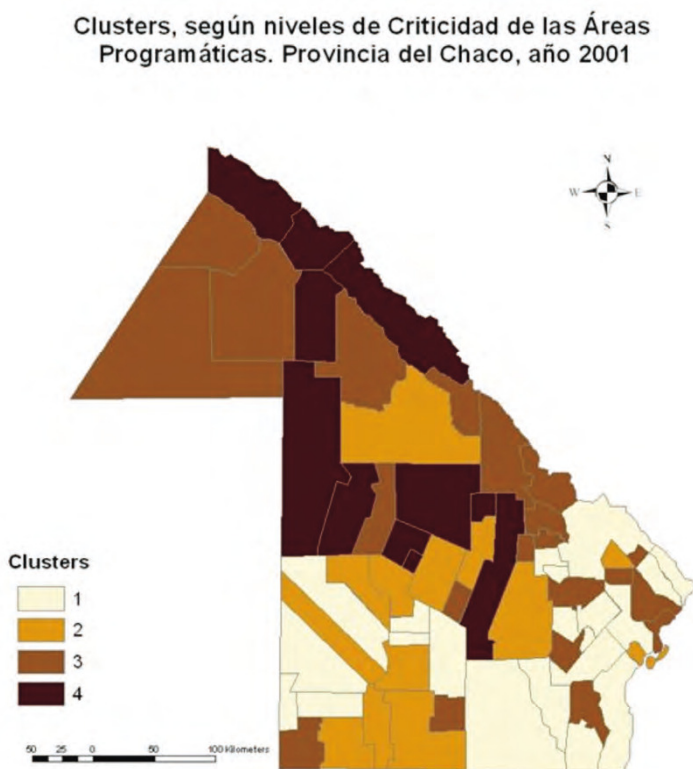 Clusters, según niveles de Criticidad de las Áreas
Programáticas. Provincia del Chaco, año 2001
N
W E
S
Clusters
1
2
3
4
50 25 0 50 100 Kilometers